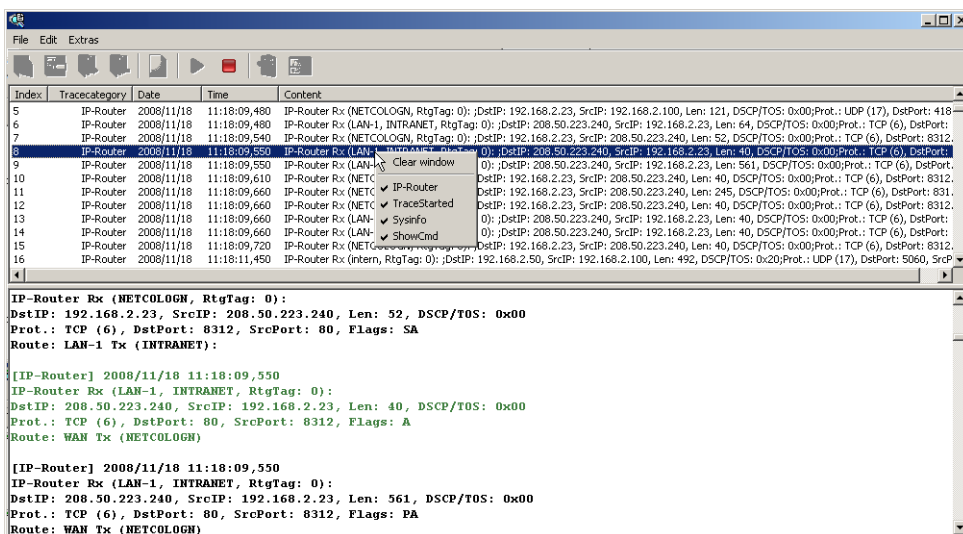 File Edit Extras
Index Tracecategory Date Time Content
5 IP-Router 2008/11/18 11:18:09,480 IP-Router Rx (NETCOLOGN, RtgTag: 0): ;DstIP: 192.168.2.23, SrcIP: 192.168.2.100, Len: 121, DSCP/TOS: 0x00;Prot.: UDP (17), DstPort: 418
6 IP-Router 2008/11/18 11:18:09,480 IP-Router Rx (LAN-1, INTRANET, RtgTag: 0): ;DstIP: 208.50.223.240, SrcIP: 192.168.2.23, Len: 64, DSCP/TOS: 0x00;Prot.: TCP (6), DstPort:
7 IP-Router 2008/11/18 11:18:09,540 IP-Router Rx (NETCOLOGN, RtgTag: 0): ;DstIP: 192.168.2.23, SrcIP: 208.50.223.240, Len: 52, DSCP/TOS: 0x00;Prot.: TCP (6), DstPort: 8312.
8 IP-Router 2008/11/18 11:18:09,550 IP-Router Rx (LAN-1, INTRANET, RtgTag: 0): ;DstIP: 208.50.223.240, SrcIP: 192.168.2.23, Len: 40, DSCP/TOS: 0x00;Prot.: TCP (6), DstPort:
9 IP-Router 2008/11/18 11:18:09,550 IP-Router Rx (LAN- 0): ;DstIP: 208.50.223.240, SrcIP: 192.168.2.23, Len: 561, DSCP/TOS: 0x00;Prot.: TCP (6), DstPort
10 IP-Router 2008/11/18 11:18:09,610 IP-Router Rx (NETC DstIP: 192.168.2.23, SrcIP: 208.50.223.240, Len: 40, DSCP/TOS: 0x00;Prot.: TCP (6), DstPort: 8312.
11 IP-Router 2008/11/18 11:18:09,660 IP-Router Rx (NETC DstIP: 192.168.2.23, SrcIP: 208.50.223.240, Len: 245, DSCP/TOS: 0x00;Prot.: TCP (6), DstPort: 831.
12 IP-Router 2008/11/18 11:18:09,660 IP-Router Rx (NETC DstIP: 192.168.2.23, SrcIP: 208.50.223.240, Len: 40, DSCP/TOS: 0x00;Prot.: TCP (6), DstPort: 8312.
13 IP-Router 2008/11/18 11:18:09,660 IP-Router Rx (LAN- 0): ;DstIP: 208.50.223.240, SrcIP: 192.168.2.23, Len: 40, DSCP/TOS: 0x00;Prot.: TCP (6), DstPort:
14 IP-Router 2008/11/18 11:18:09,660 IP-Router Rx (LAN- 0): ;DstIP: 208.50.223.240, SrcIP: 192.168.2.23, Len: 40, DSCP/TOS: 0x00;Prot.: TCP (6), DstPort:
15 IP-Router 2008/11/18 11:18:09,720 IP-Router Rx (NETCOLOGN, RtgTag: 0): ;DstIP: 192.168.2.23, SrcIP: 208.50.223.240, Len: 40, DSCP/TOS: 0x00;Prot.: TCP (6), DstPort: 8312.
16 IP-Router 2008/11/18 11:18:11,450 IP-Router Rx (intern, RtgTag: 0): ;DstIP: 192.168.2.50, SrcIP: 192.168.2.100, Len: 492, DSCP/TOS: 0x20;Prot.: UDP (17), DstPort: 5060, SrcP
Clear window
IP-Router
TraceStarted
Sysinfo
ShowCmd
IP-Router Rx (NETCOLOGN, RtgTag: 0):
DstIP: 192.168.2.23, SrcIP: 208.50.223.240, Len: 52, DSCP/TOS: 0x00
Prot.: TCP (6), DstPort: 8312, SrcPort: 80, Flags: SA
Route: LAN-1 Tx (INTRANET):
[IP-Router] 2008/11/18 11:18:09,550
IP-Router Rx (LAN-1, INTRANET, RtgTag: 0):
DstIP: 208.50.223.240, SrcIP: 192.168.2.23, Len: 40, DSCP/TOS: 0x00
Prot.: TCP (6), DstPort: 80, SrcPort: 8312, Flags: A
Route: WAN Tx (NETCOLOGN)
[IP-Router] 2008/11/18 11:18:09,550
IP-Router Rx (LAN-1, INTRANET, RtgTag: 0):
DstIP: 208.50.223.240, SrcIP: 192.168.2.23, Len: 561, DSCP/TOS: 0x00
Prot.: TCP (6), DstPort: 80, SrcPort: 8312, Flags: PA
Route: WAN Tx (NETCOLOGN)